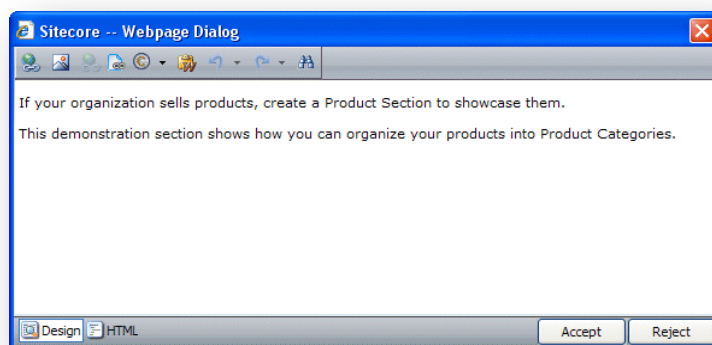 Sitecore -- Webpage Dialog
If your organization sells products, create a Product Section to showcase them.
This demonstration section shows how you can organize your products into Product Categories.
Design HTML Accept Reject